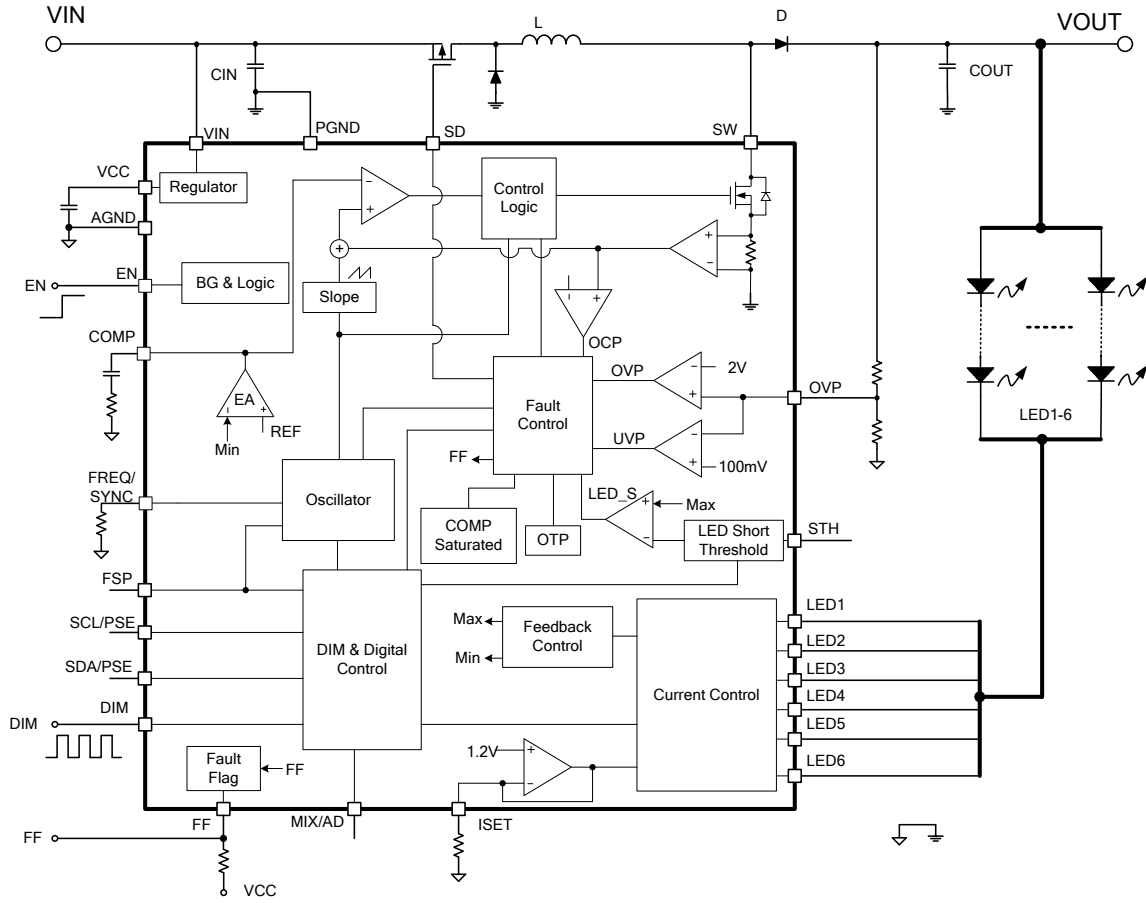 VIN
L
D
VOUT
CIN
COUT
VIN
PGND
SD
SW
VCC
Regulator
Control
Logic
AGND
EN
EN
BG & Logic
Slope
COMP
OCP
EA
REF
Min
OVP
2V
OVP
Fault
Control
UVP
100mV
FF
LED1-6
FREQ/
SYNC
Oscillator
LED_S
Max
COMP
Saturated
OTP
LED Short
Threshold
STH
FSP
SCL/PSE
SDA/PSE
DIM & Digital
Control
Max
Min
Feedback
Control
Current Control
LED1
LED2
LED3
LED4
LED5
LED6
DIM
DIM
1.2V
Fault
Flag
FF
FF
MIX/AD
ISET
FF
VCC